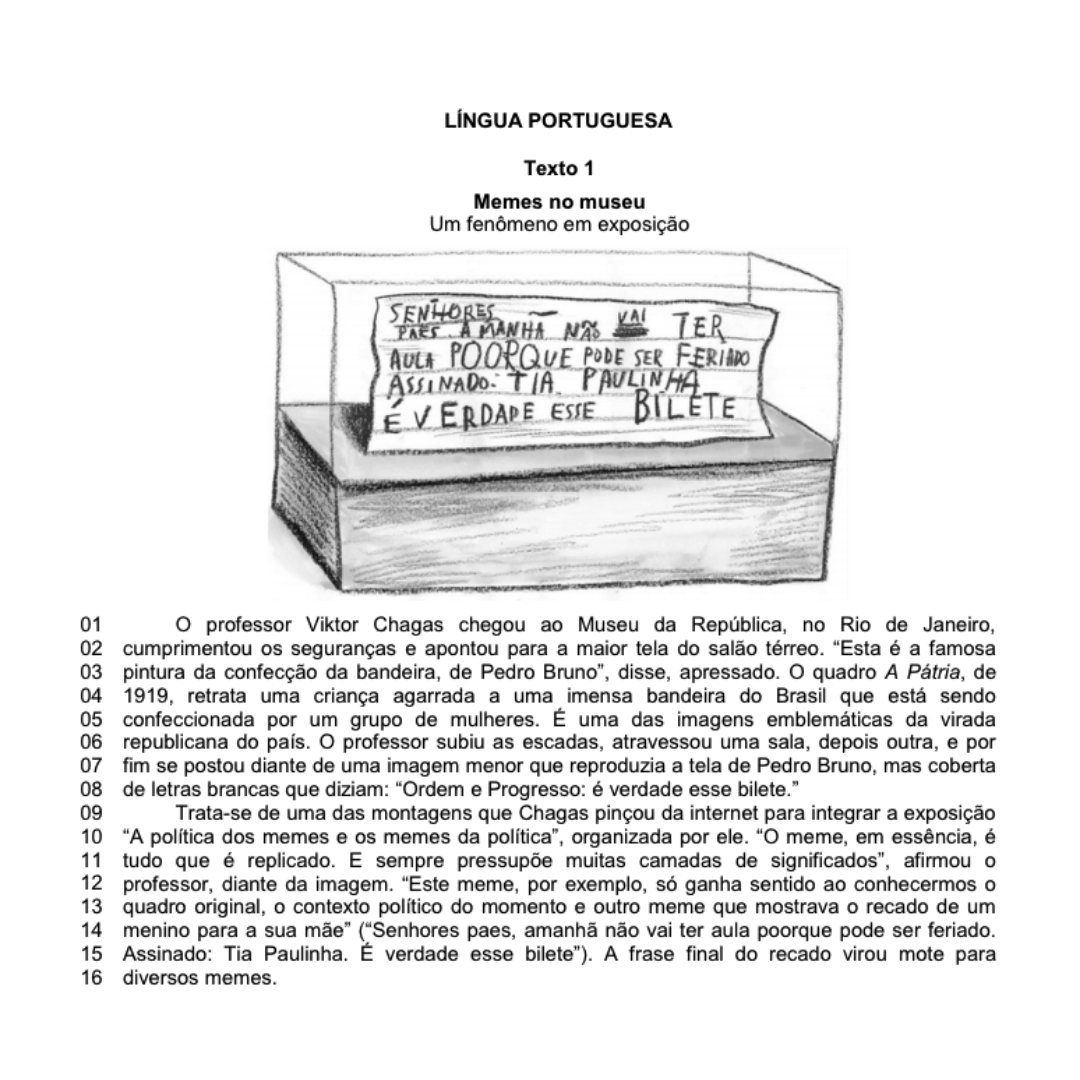 LÍNGUA PORTUGUESA
Texto 1
Memes no museu
Um fenômeno em exposição
SENHORES
PAES. AMANHÃ NÃO VAI TER
AULA POORQUE PODE SER FERIADO
ASSINADO: TIA PAULINHA
É VERDADE ESSE BILETE
01 O professor Viktor Chagas chegou ao Museu da República, no Rio de Janeiro,
02 cumprimentou os seguranças e apontou para a maior tela do salão térreo. “Esta é a famosa
03 pintura da confecção da bandeira, de Pedro Bruno”, disse, apressado. O quadro A Pátria, de
04 1919, retrata uma criança agarrada a uma imensa bandeira do Brasil que está sendo
05 confeccionada por um grupo de mulheres. É uma das imagens emblemáticas da virada
06 republicana do país. O professor subiu as escadas, atravessou uma sala, depois outra, e por
07 fim se postou diante de uma imagem menor que reproduzia a tela de Pedro Bruno, mas coberta
08 de letras brancas que diziam: “Ordem e Progresso: é verdade esse bilete.”
09 Trata-se de uma das montagens que Chagas pinçou da internet para integrar a exposição
10 “A política dos memes e os memes da política”, organizada por ele. “O meme, em essência, é
11 tudo que é replicado. E sempre pressupõe muitas camadas de significados”, afirmou o
12 professor, diante da imagem. “Este meme, por exemplo, só ganha sentido ao conhecermos o
13 quadro original, o contexto político do momento e outro meme que mostrava o recado de um
14 menino para a sua mãe” (“Senhores paes, amanhã não vai ter aula poorque pode ser feriado.
15 Assinado: Tia Paulinha. É verdade esse bilete”). A frase final do recado virou mote para
16 diversos memes.